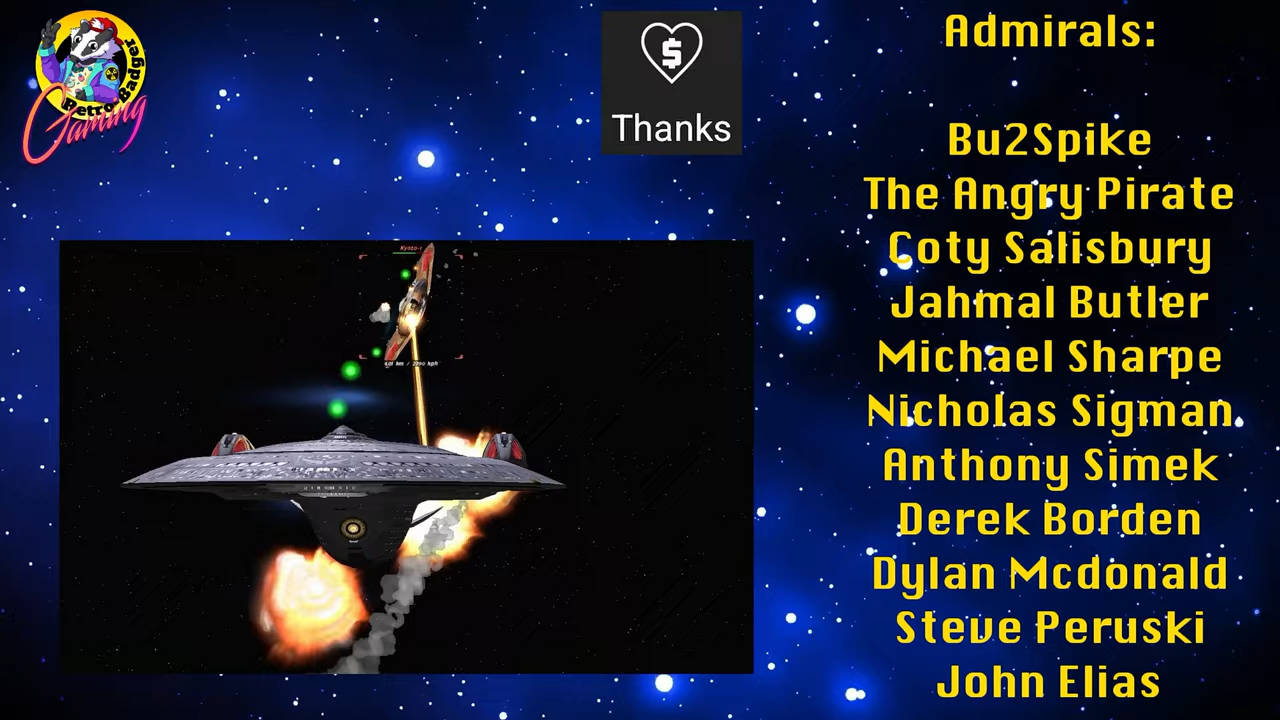 Retro Badger
Gaming
$
Thanks
Admirals:
Bu2Spike
The Angry Pirate
Coty Salisbury
Jahmal Butler
Michael Sharpe
Nicholas Sigman
Anthony Simek
Derek Borden
Dylan Mcdonald
Steve Peruski
John Elias